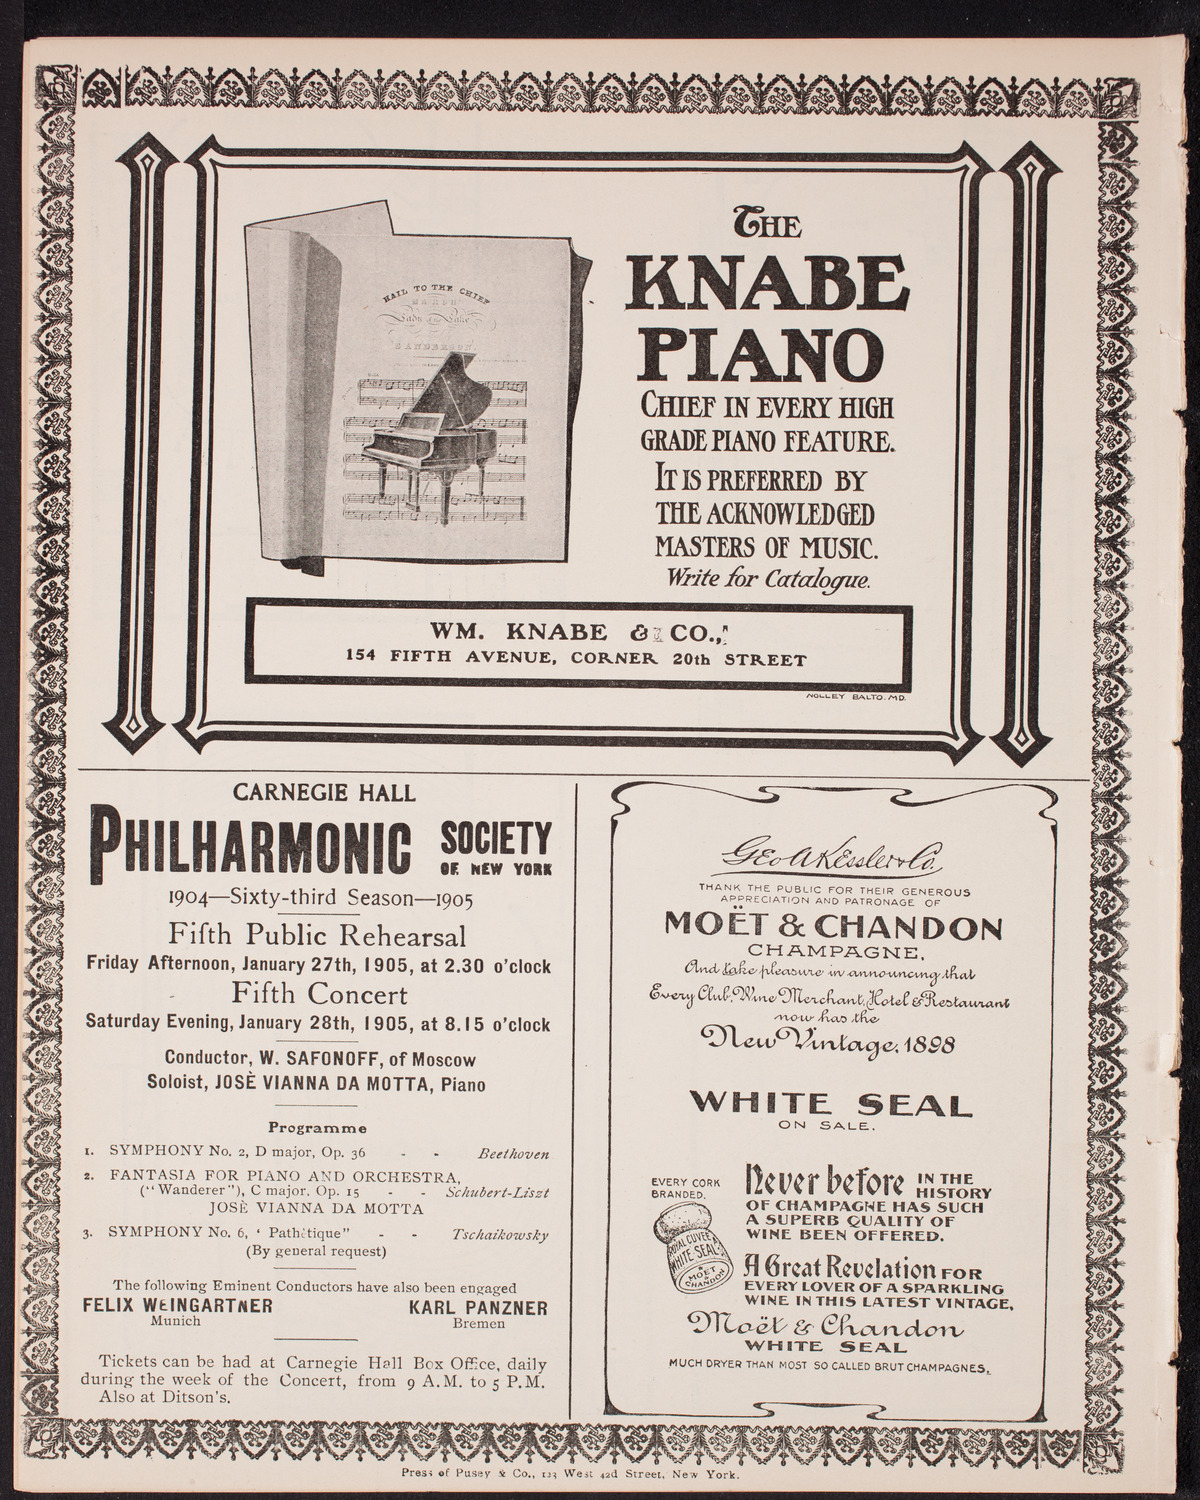 HAIL TO THE CHIEF
MARCH
Lady of the Lake
SANDERSON
THE
KNABE
PIANO
CHIEF IN EVERY HIGH
GRADE PIANO FEATURE.
IT IS PREFERRED BY
THE ACKNOWLEDGED
MASTERS OF MUSIC.
Write for Catalogue.
WM. KNABE & CO.,
154 FIFTH AVENUE, CORNER 20th STREET
NOLLEY BALTO. MD.
CARNEGIE HALL
PHILHARMONIC SOCIETY
OF NEW YORK
1904—Sixty-third Season—1905
Fifth Public Rehearsal
Friday Afternoon, January 27th, 1905, at 2.30 o'clock
Fifth Concert
Saturday Evening, January 28th, 1905, at 8.15 o'clock
Conductor, W. SAFONOFF, of Moscow
Soloist, JOSÈ VIANNA DA MOTTA, Piano
Programme
1. SYMPHONY No. 2, D major, Op. 36 - - Beethoven
2. FANTASIA FOR PIANO AND ORCHESTRA,
("Wanderer"), C major, Op. 15 - - Schubert-Liszt
JOSÈ VIANNA DA MOTTA
3. SYMPHONY No. 6, ' Pathètique" - - Tschaikowsky
(By general request)
The following Eminent Conductors have also been engaged
FELIX WEINGARTNER KARL PANZNER
Munich Bremen
Tickets can be had at Carnegie Hall Box Office, daily
during the week of the Concert, from 9 A.M. to 5 P.M.
Also at Ditson's.
Geo A Kessler & Co.
THANK THE PUBLIC FOR THEIR GENEROUS
APPRECIATION AND PATRONAGE OF
MOËT & CHANDON
CHAMPAGNE,
And take pleasure in announcing that
Every Club, Wine Merchant, Hotel & Restaurant
now has the
New Vintage, 1898
WHITE SEAL
ON SALE.
EVERY CORK
BRANDED.
ROYAL CUVEE
WHITE SEAL
MOET
CHANDON
Never before IN THE
HISTORY
OF CHAMPAGNE HAS SUCH
A SUPERB QUALITY OF
WINE BEEN OFFERED.
A Great Revelation FOR
EVERY LOVER OF A SPARKLING
WINE IN THIS LATEST VINTAGE,
Moët & Chandon
WHITE SEAL
MUCH DRYER THAN MOST SO CALLED BRUT CHAMPAGNES.
Press of Pusey & Co., 123 West 42d Street, New York.